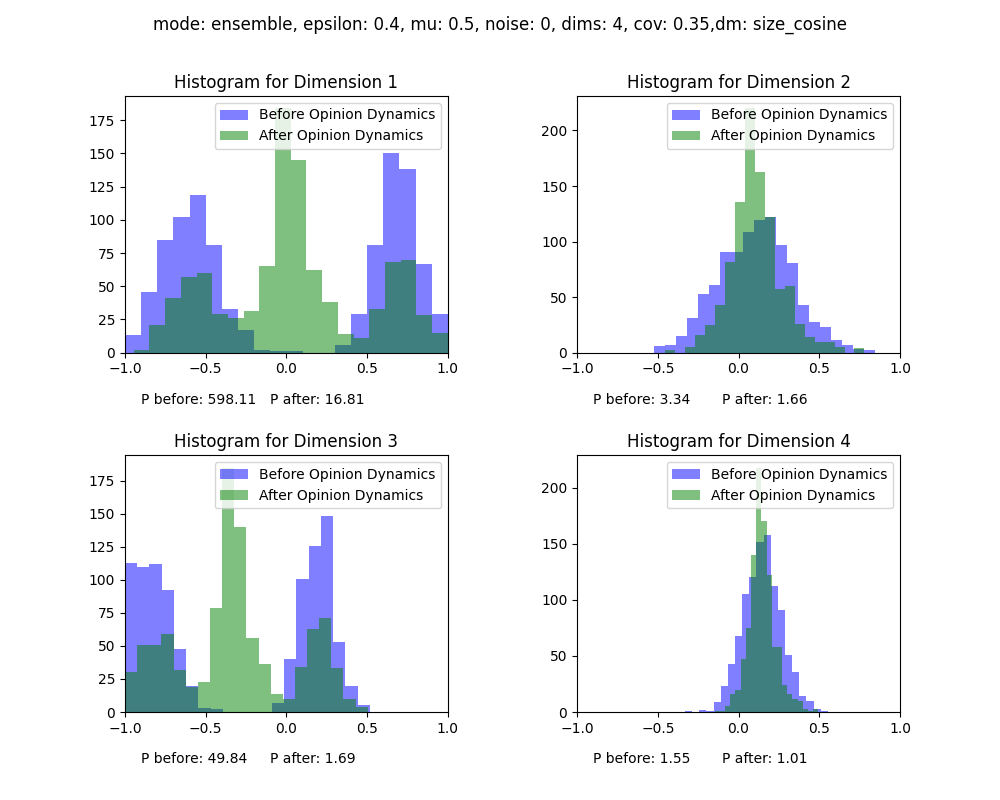 mode: ensemble, epsilon: 0.4, mu: 0.5, noise: 0, dims: 4, cov: 0.35,dm: size_cosine
Histogram for Dimension 1
Before Opinion Dynamics
After Opinion Dynamics
175
150
125
100
75
50
25
0
−1.0 −0.5 0.0 0.5 1.0
P before: 598.11 P after: 16.81
Histogram for Dimension 2
Before Opinion Dynamics
After Opinion Dynamics
200
150
100
50
0
−1.0 −0.5 0.0 0.5 1.0
P before: 3.34 P after: 1.66
Histogram for Dimension 3
Before Opinion Dynamics
After Opinion Dynamics
175
150
125
100
75
50
25
0
−1.0 −0.5 0.0 0.5 1.0
P before: 49.84 P after: 1.69
Histogram for Dimension 4
Before Opinion Dynamics
After Opinion Dynamics
200
150
100
50
0
−1.0 −0.5 0.0 0.5 1.0
P before: 1.55 P after: 1.01